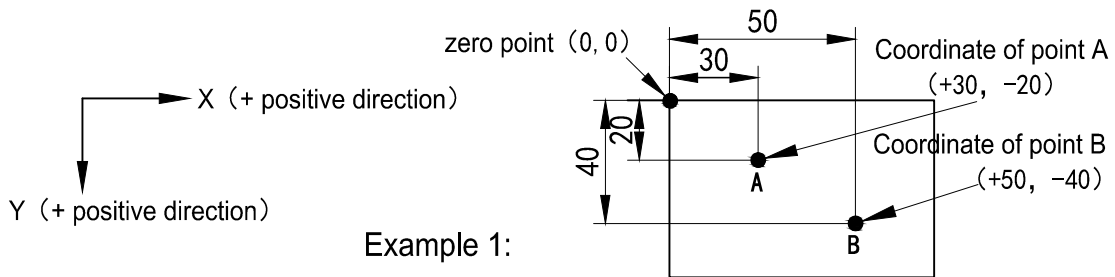 50
zero point (0, 0)
30
Coordinate of point A
(+30, -20)
X (+ positive direction)
20
40
A
Coordinate of point B
(+50, -40)
Y (+ positive direction)
B
Example 1: